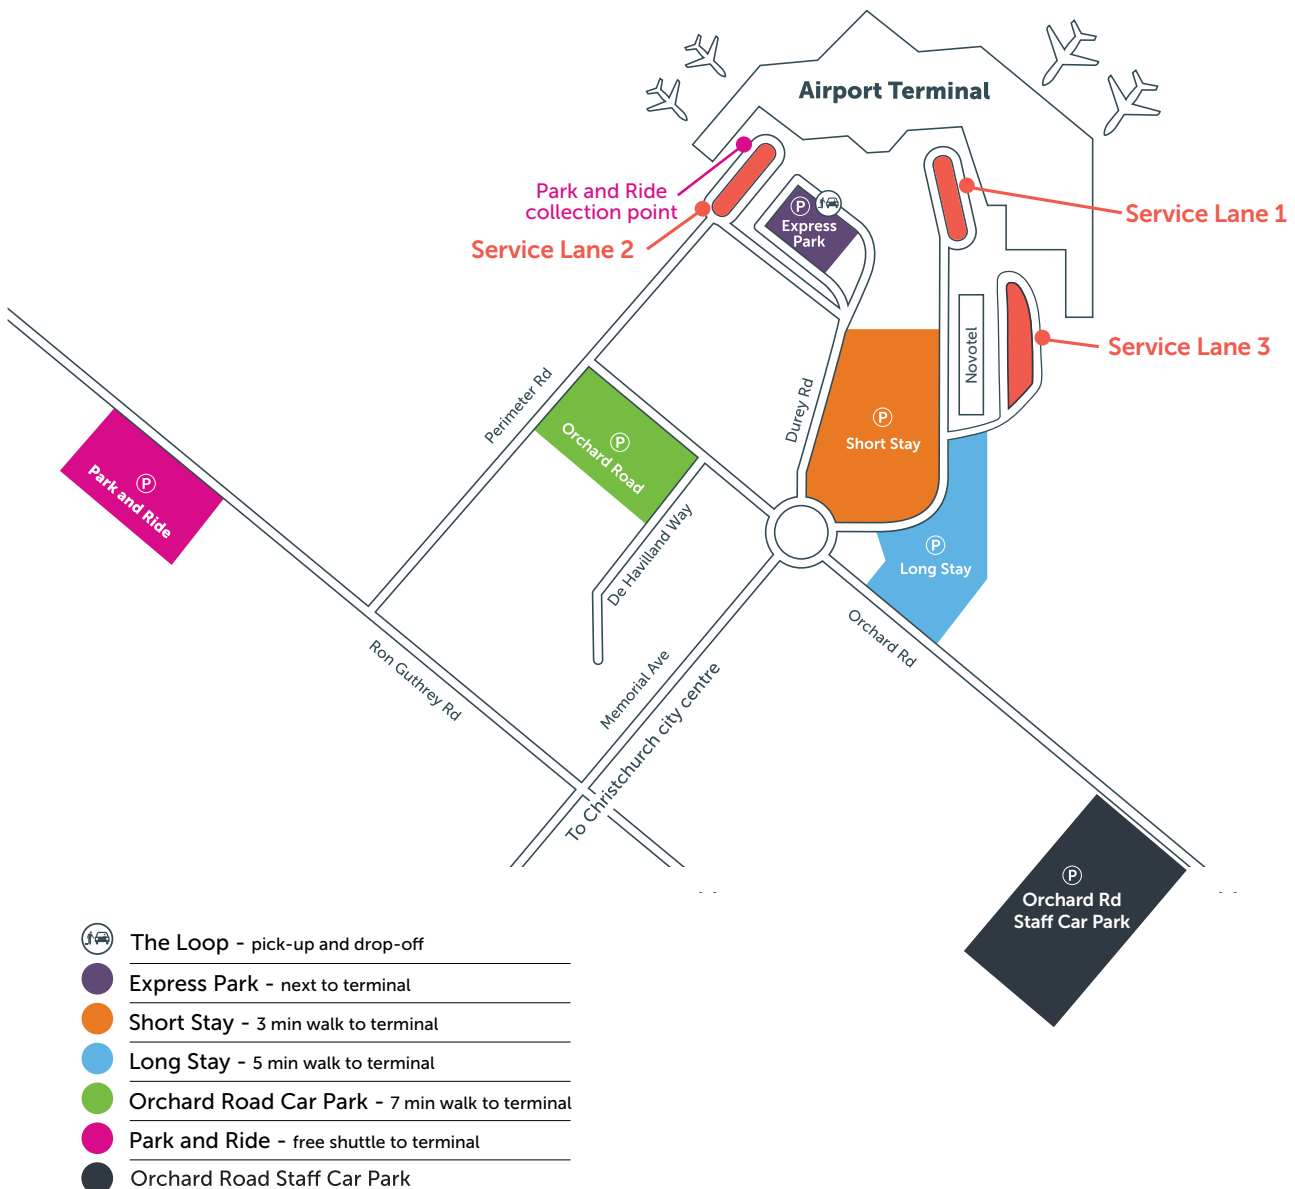 Airport Terminal
Park and Ride
collection point
Service Lane 2
P
Express
Park
Service Lane 1
Service Lane 3
Novotel
Perimeter Rd
Durey Rd
P
Short Stay
P
Orchard Road
P
Park and Ride
De Havilland Way
P
Long Stay
Orchard Rd
Ron Guthrey Rd
Memorial Ave
To Christchurch city centre
P
Orchard Rd
Staff Car Park
The Loop - pick-up and drop-off
Express Park - next to terminal
Short Stay - 3 min walk to terminal
Long Stay - 5 min walk to terminal
Orchard Road Car Park - 7 min walk to terminal
Park and Ride - free shuttle to terminal
Orchard Road Staff Car Park